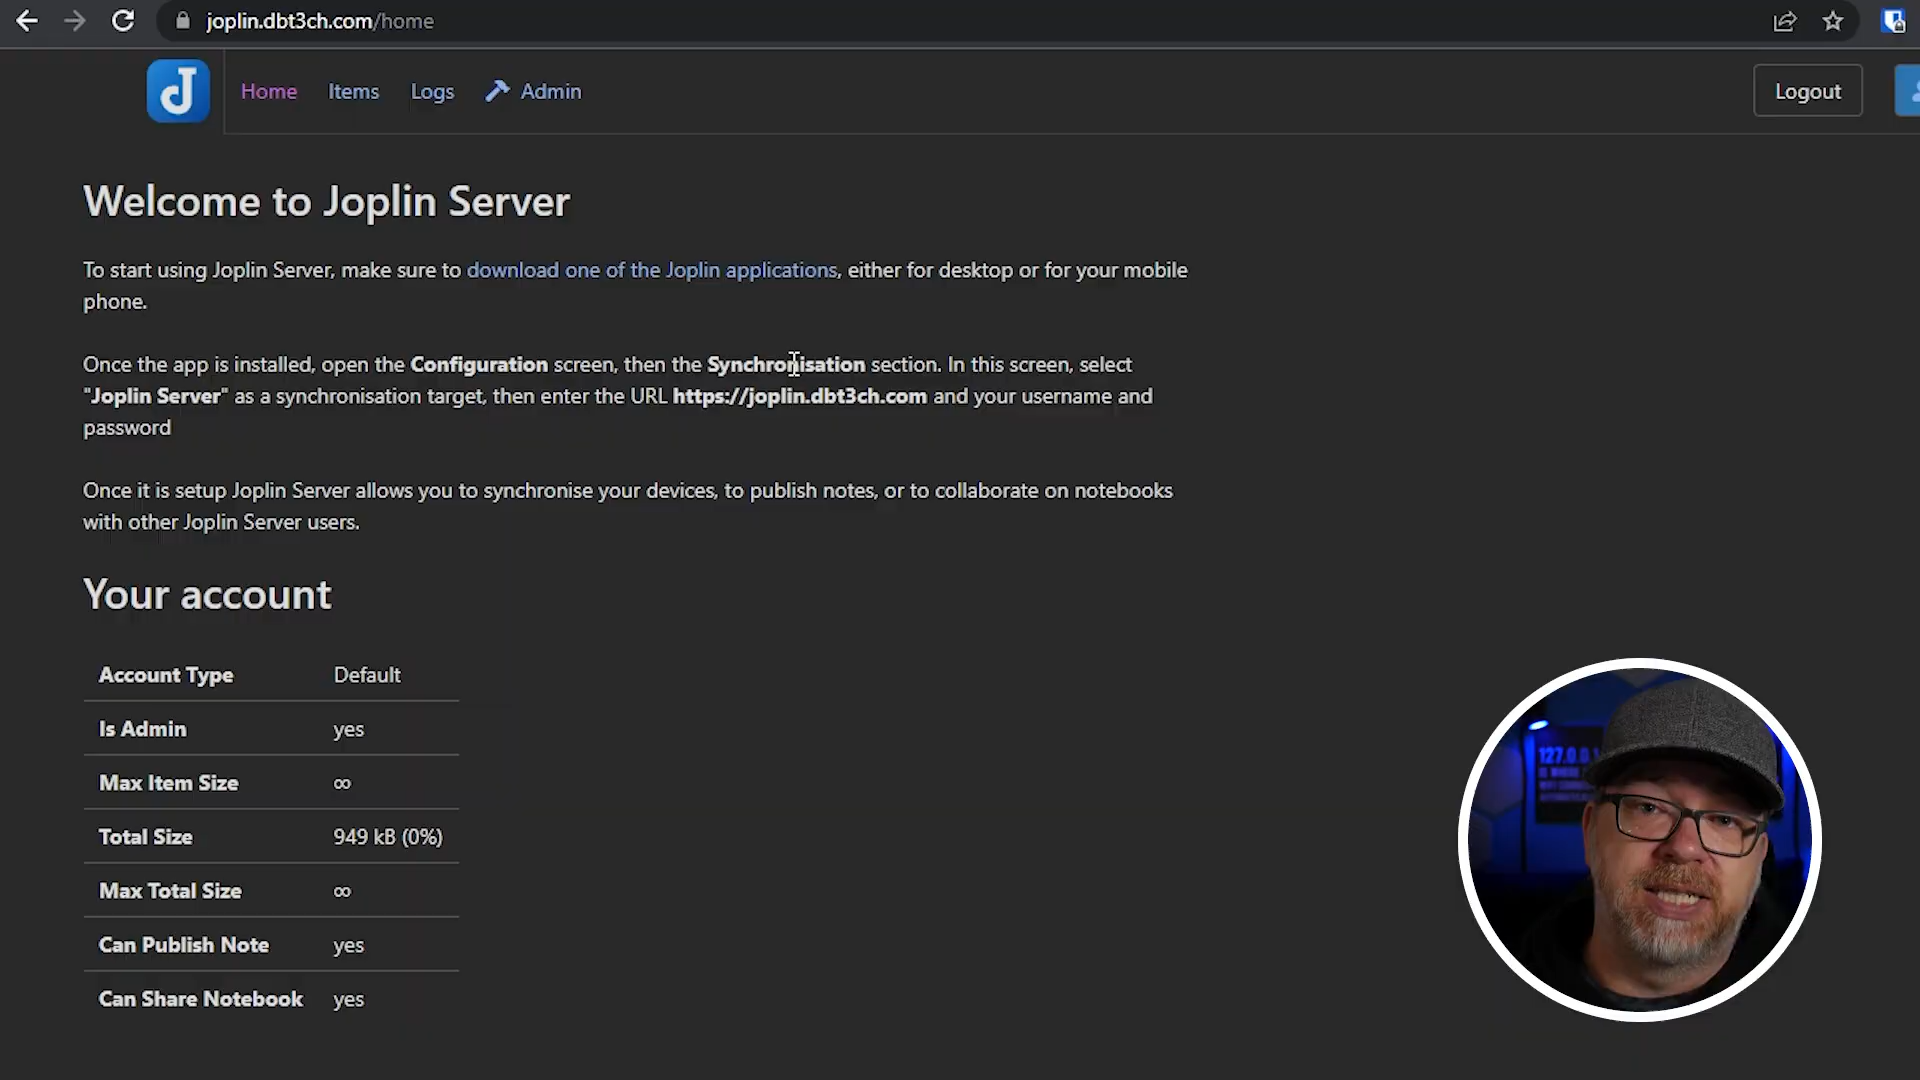 joplin.dbt3ch.com/home
Home Items Logs Admin Logout
Welcome to Joplin Server
To start using Joplin Server, make sure to download one of the Joplin applications, either for desktop or for your mobile
phone.
Once the app is installed, open the Configuration screen, then the Synchronisation section. In this screen, select
"Joplin Server" as a synchronisation target, then enter the URL https://joplin.dbt3ch.com and your username and
password
Once it is setup Joplin Server allows you to synchronise your devices, to publish notes, or to collaborate on notebooks
with other Joplin Server users.
Your account
Account Type Default
Is Admin yes
Max Item Size ∞
Total Size 949 kB (0%)
Max Total Size ∞
Can Publish Note yes
Can Share Notebook yes
127.0.0.1